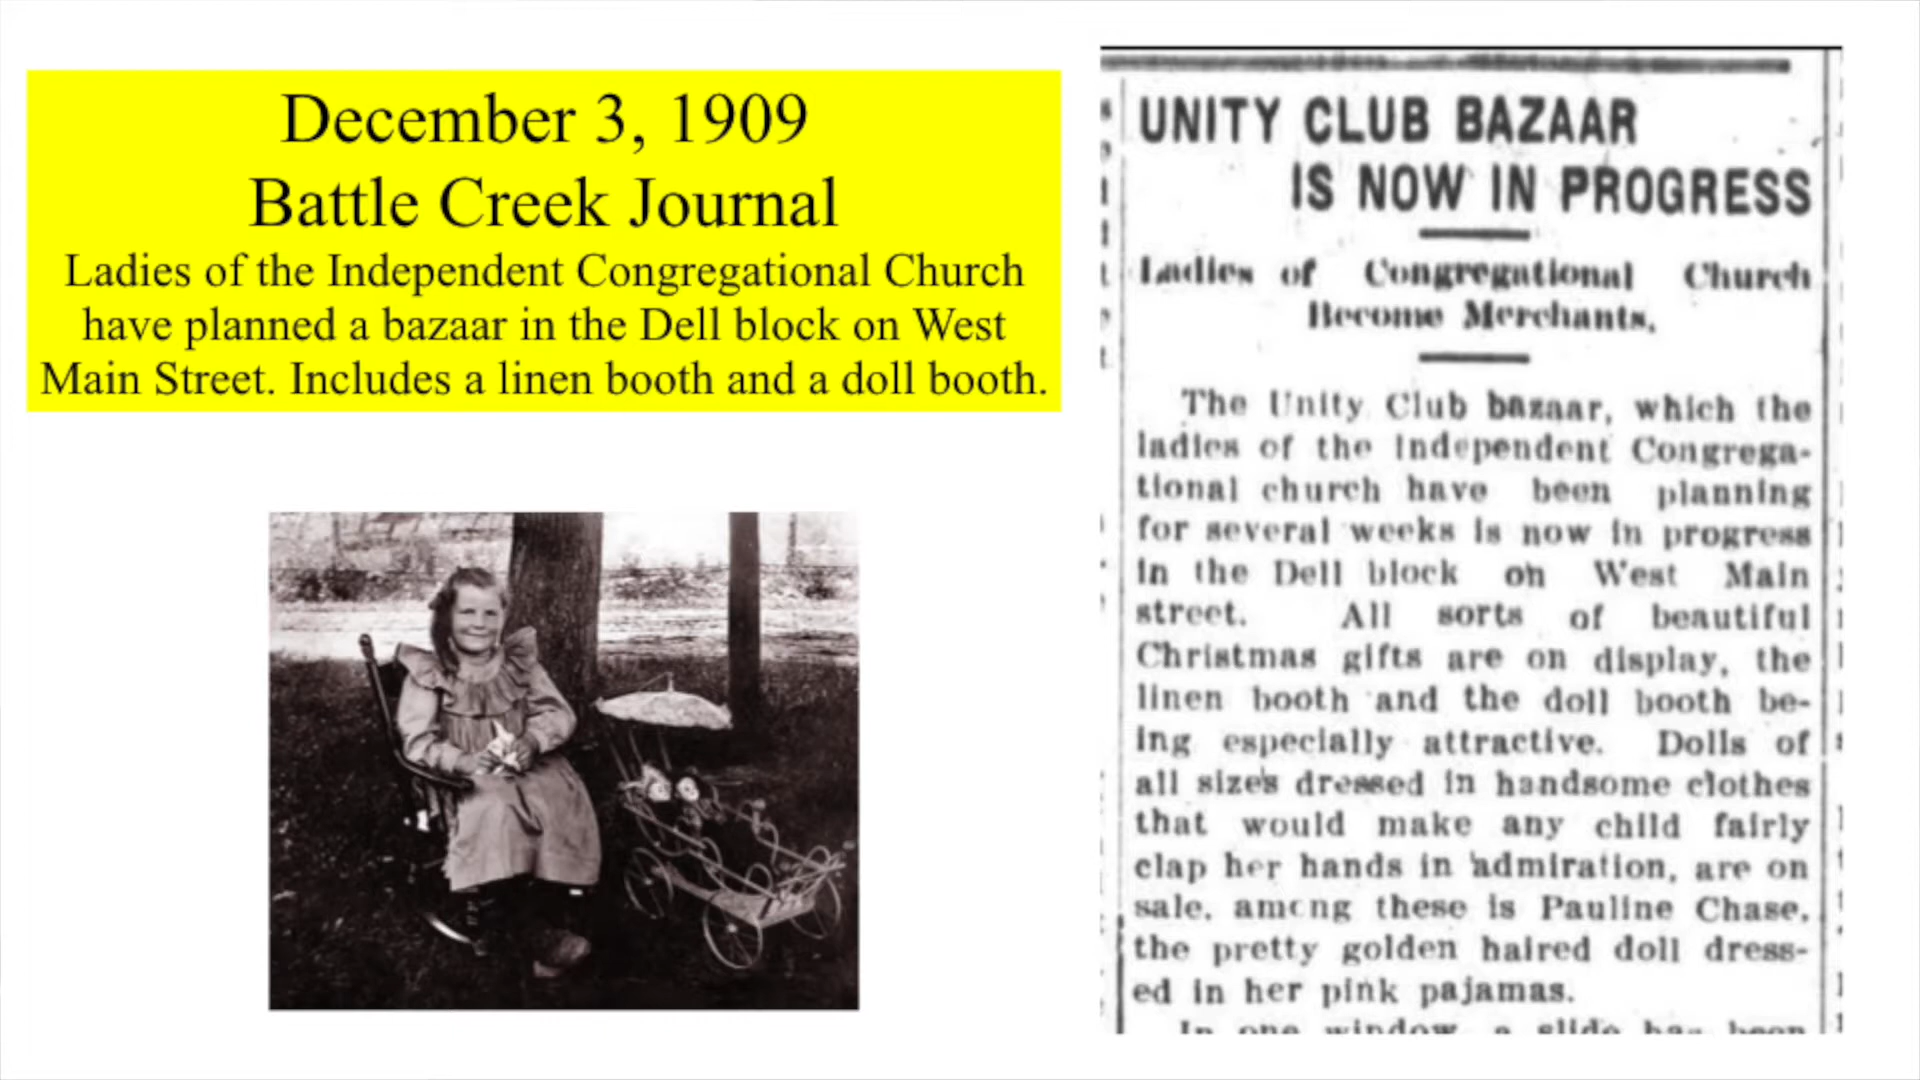 December 3, 1909
Battle Creek Journal
Ladies of the Independent Congregational Church
have planned a bazaar in the Dell block on West
Main Street. Includes a linen booth and a doll booth.
UNITY CLUB BAZAAR
IS NOW IN PROGRESS
Ladies of Congregational Church
Become Merchants.
The Unity Club bazaar, which the
ladies of the Independent Congrega-
tional church have been planning
for several weeks is now in progress
in the Dell block on West Main
street. All sorts of beautiful
Christmas gifts are on display, the
linen booth and the doll booth be-
ing especially attractive. Dolls of
all sizes dressed in handsome clothes
that would make any child fairly
clap her hands in admiration, are on
sale, among these is Pauline Chase,
the pretty golden haired doll dress-
ed in her pink pajamas.
In one window a slide has been